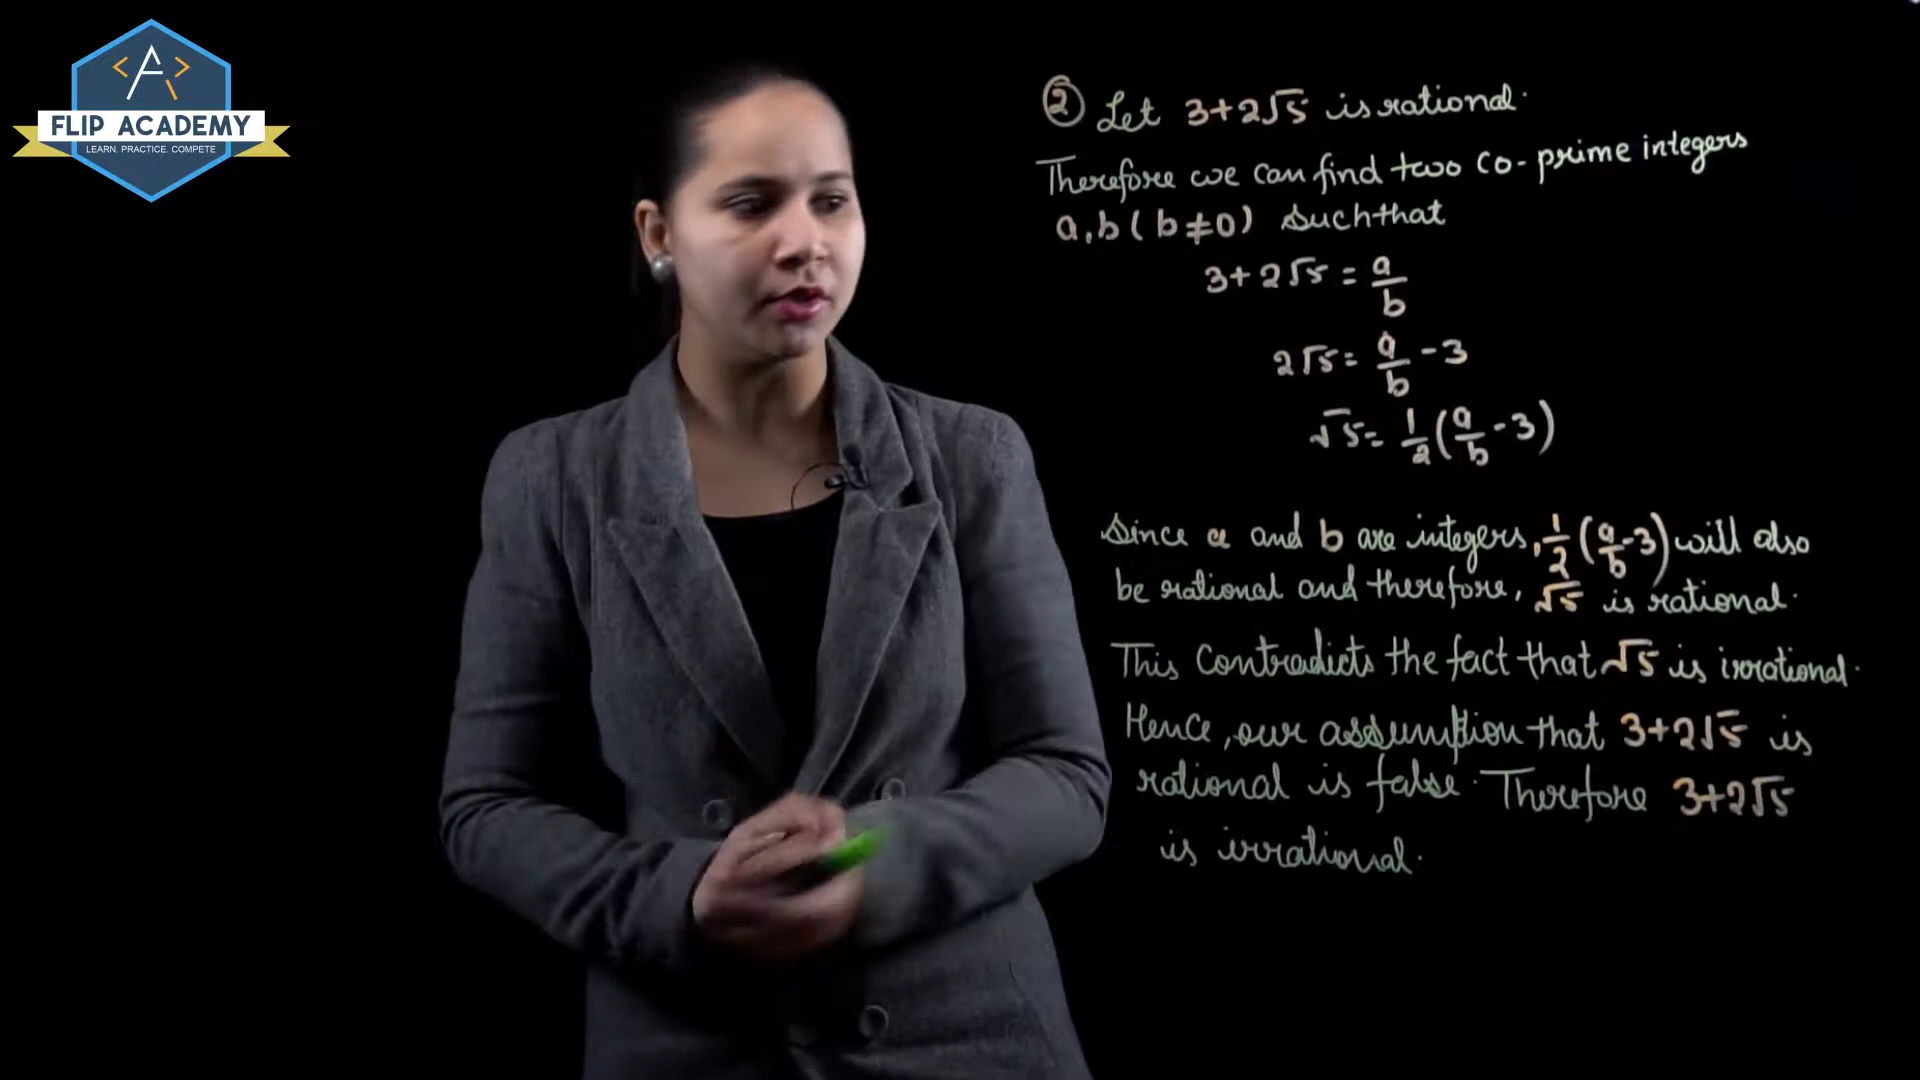 FLIP ACADEMY
LEARN. PRACTICE. COMPETE
② Let 3+2√5 is rational.
Therefore we can find two co-prime integers
a,b ( b≠0) such that
3+2√5 = a/b
2√5 = a/b -3
√5 = 1/2 (a/b -3)
Since a and b are integers, 1/2 (a/b -3) will also
be rational and therefore, √5 is rational.
This contradicts the fact that √5 is irrational.
Hence, our assumption that 3+2√5 is
rational is false. Therefore 3+2√5
is irrational.